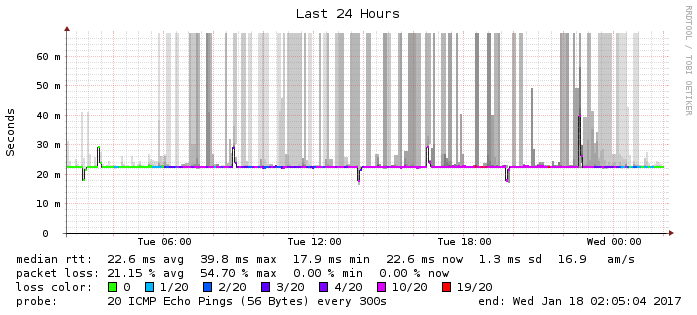 Last 24 Hours
RRDTOOL / TOBI OETIKER
Seconds
60 m
50 m
40 m
30 m
20 m
10 m
0
Tue 06:00 Tue 12:00 Tue 18:00 Wed 00:00
median rtt: 22.6 ms avg 39.8 ms max 17.9 ms min 22.6 ms now 1.3 ms sd 16.9 am/s
packet loss: 21.15 % avg 54.70 % max 0.00 % min 0.00 % now
loss color: 0 1/20 2/20 3/20 4/20 10/20 19/20
probe: 20 ICMP Echo Pings (56 Bytes) every 300s end: Wed Jan 18 02:05:04 2017